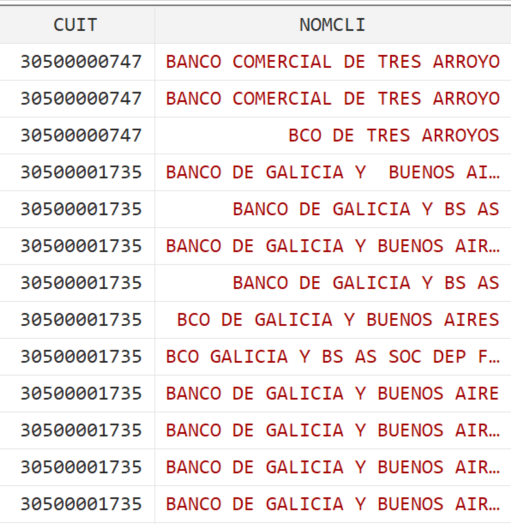 CUIT NOMCLI
30500000747 BANCO COMERCIAL DE TRES ARROYO
30500000747 BANCO COMERCIAL DE TRES ARROYO
30500000747 BCO DE TRES ARROYOS
30500001735 BANCO DE GALICIA Y  BUENOS AI…
30500001735 BANCO DE GALICIA Y BS AS
30500001735 BANCO DE GALICIA Y BUENOS AIR…
30500001735 BANCO DE GALICIA Y BS AS
30500001735 BCO DE GALICIA Y BUENOS AIRES
30500001735 BCO GALICIA Y BS AS SOC DEP F…
30500001735 BANCO DE GALICIA Y BUENOS AIRE
30500001735 BANCO DE GALICIA Y BUENOS AIR…
30500001735 BANCO DE GALICIA Y BUENOS AIR…
30500001735 BANCO DE GALICIA Y BUENOS AIR…